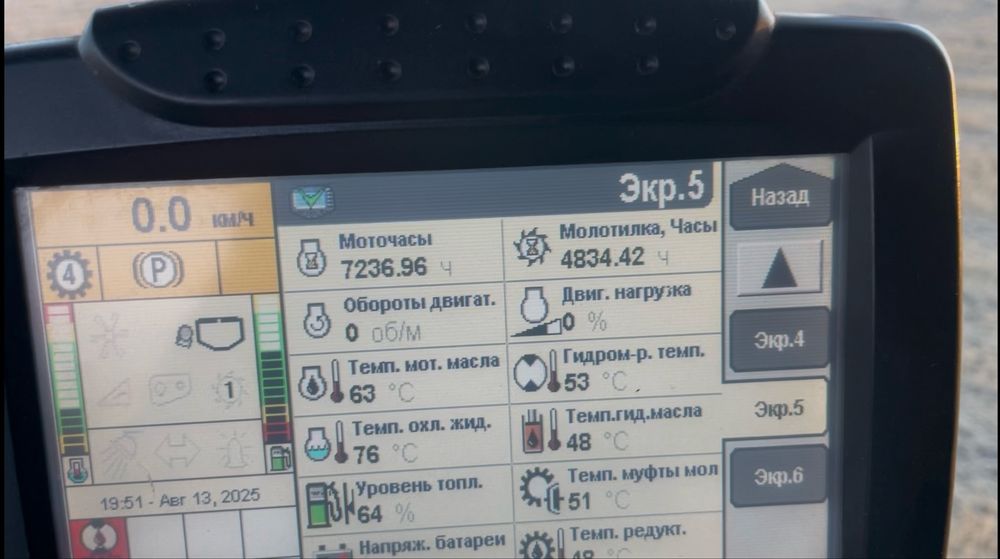 Экр.5
Назад
0.0 км/ч
4
P
Моточасы
7236.96 ч
Молотилка, Часы
4834.42 ч
Обороты двигат.
0 об/м
Двиг. нагрузка
0 %
Экр.4
Темп. мот. масла
63 °C
Гидром-р. темп.
53 °C
1
Экр.5
Темп. охл. жид.
76 °C
Темп.гид.масла
48 °C
Экр.6
19:51 - Авг 13, 2025
Уровень топл.
64 %
Темп. муфты мол
51 °C
Напряж. батареи
Темп. редукт.
48 °C